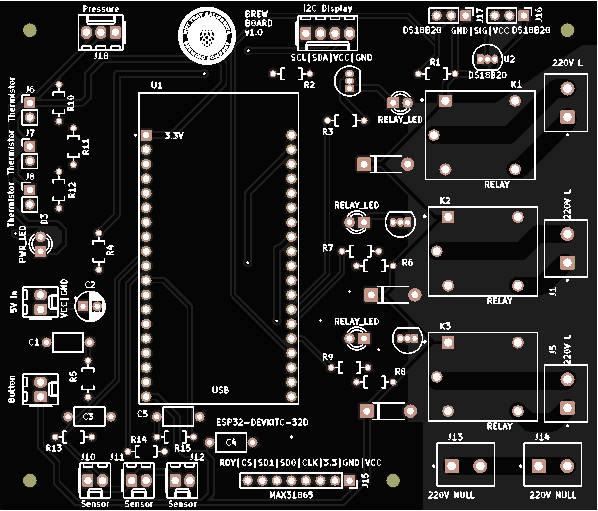 Pressure
J18
BREW
BOARD
V1.0
I2C Display
SCL|SDA|VCC|GND
J17
J16
DS18B20
GND|SIG|VCC
DS18B20
U2
DS18B20
220V L
R1
R2
R3
U1
3.3V
K1
RELAY_LED
RELAY
J6
Thermistor
R10
J7
Thermistor
R11
J8
Thermistor
R12
D3
PWR_LED
R4
RELAY_LED
K2
220V L
R7
R6
J1
RELAY
5V in
VCC|GND
C2
RELAY_LED
K3
J5
220V L
C1
R9
R8
R5
Button
USB
RELAY
C3
C5
ESP32-DEVKITC-32D
R13
R14
R15
C4
J13
J14
J10
J11
J12
RDY|CS|SD1|SD0|CLK|3.3|GND|VCC
J15
MAX31865
220V NULL
220V NULL
Sensor
Sensor
Sensor